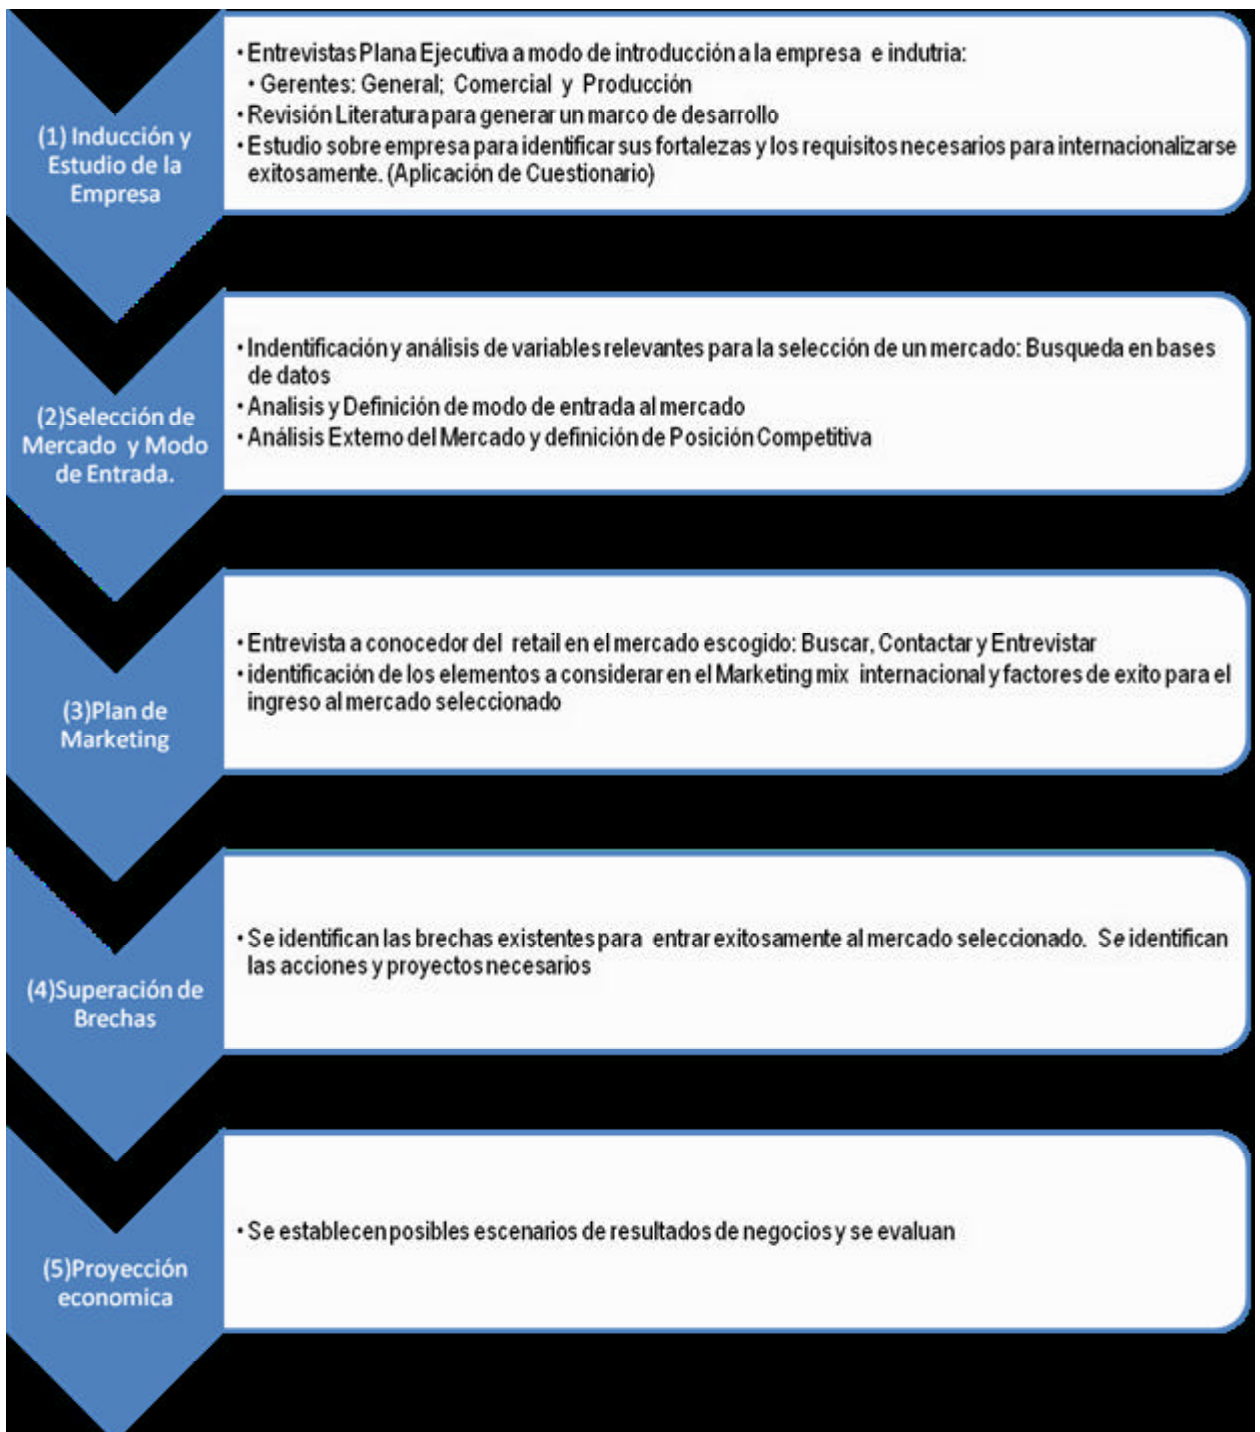 (1) Inducción y
Estudio de la
Empresa
• Entrevistas Plana Ejecutiva a modo de introducción a la empresa e indutria:
• Gerentes: General; Comercial y Producción
• Revisión Literatura para generar un marco de desarrollo
• Estudio sobre empresa para identificar sus fortalezas y los requisitos necesarios para internacionalizarse
exitosamente. (Aplicación de Cuestionario)
(2)Selección de
Mercado y Modo
de Entrada.
• Indentificación y análisis de variables relevantes para la selección de un mercado: Busqueda en bases
de datos
• Analisis y Definición de modo de entrada al mercado
• Análisis Externo del Mercado y definición de Posición Competitiva
(3)Plan de
Marketing
• Entrevista a conocedor del retail en el mercado escogido: Buscar, Contactar y Entrevistar
• identificación de los elementos a considerar en el Marketing mix internacional y factores de exito para el
ingreso al mercado seleccionado
(4)Superación de
Brechas
• Se identifican las brechas existentes para entrar exitosamente al mercado seleccionado. Se identifican
las acciones y proyectos necesarios
(5)Proyección
economica
• Se establecen posibles escenarios de resultados de negocios y se evaluan